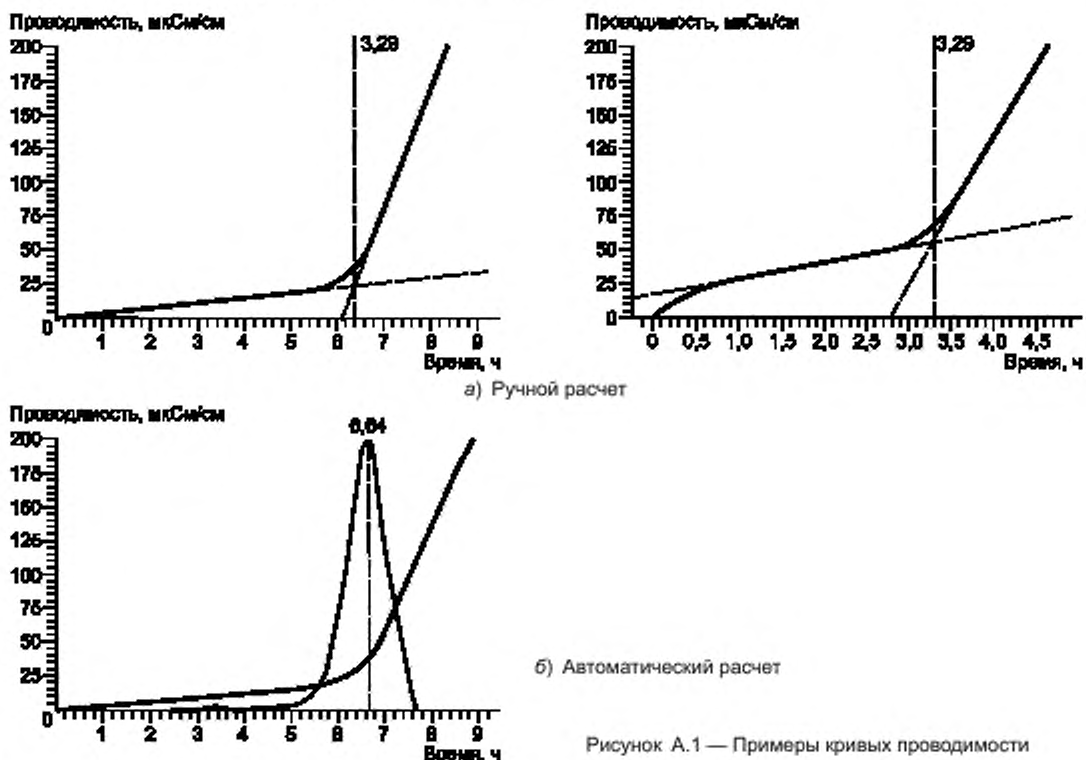 Проводимость, мкСм/см
200
175
150
125
100
75
50
25
0
3,29
1 2 3 4 5 6 7 8 9
Время, ч
Проводимость, мкСм/см
200
175
150
125
100
75
50
25
0
3,29
0 0,5 1,0 1,5 2,0 2,5 3,0 3,5 4,0 4,5
Время, ч
а) Ручной расчет
Проводимость, мкСм/см
200
175
150
125
100
75
50
25
0
6,64
1 2 3 4 5 6 7 8 9
Время, ч
б) Автоматический расчет
Рисунок А.1 — Примеры кривых проводимости